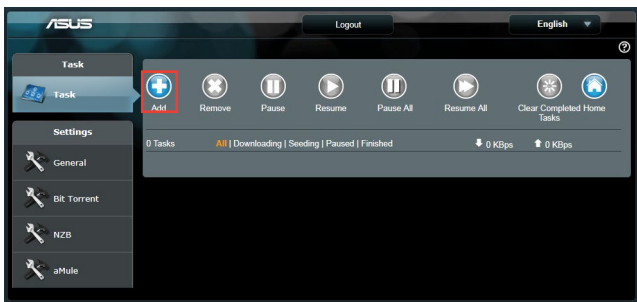 ASUS
Logout
English
?
Task
Task
Add Remove Pause Resume Pause All Resume All Clear Completed Home
Tasks
Settings
0 Tasks All | Downloading | Seeding | Paused | Finished 0 KBps 0 KBps
General
Bit Torrent
NZB
aMule